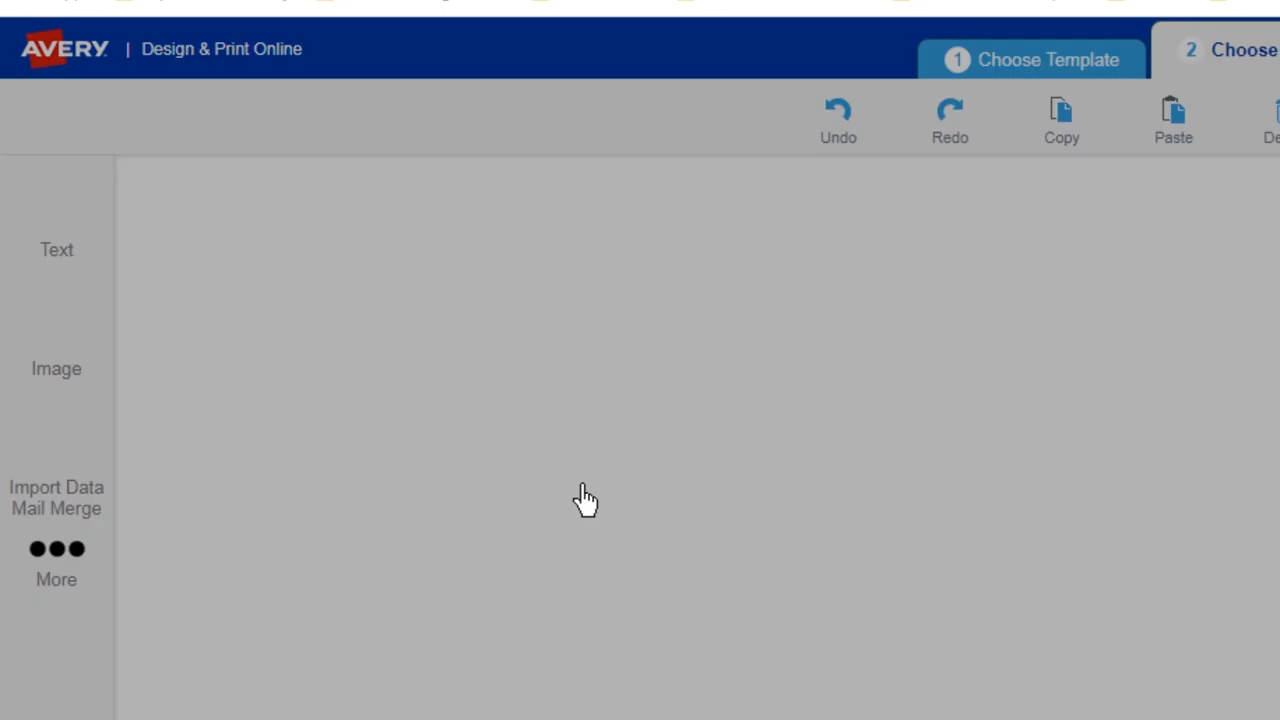 AVERY | Design & Print Online
1 Choose Template
2 Choose
Undo
Redo
Copy
Paste
De
Text
Image
Import Data
Mail Merge
More